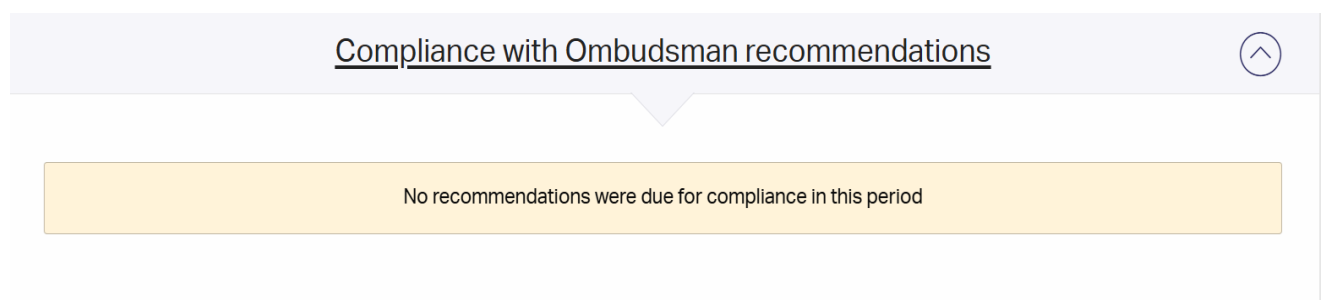 Compliance with Ombudsman recommendations
No recommendations were due for compliance in this period